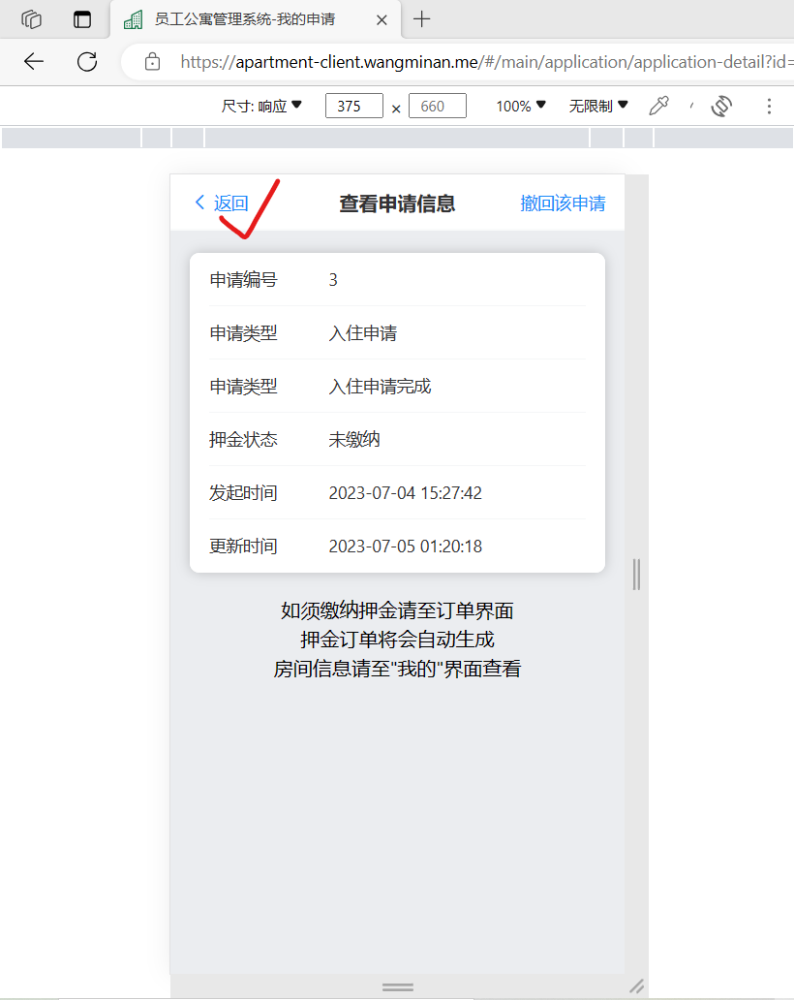 员工公寓管理系统-我的申请
https://apartment-client.wangminan.me/#/main/application/application-detail?id=
尺寸: 响应 375 × 660 100% 无限制
返回 查看申请信息 撤回该申请
申请编号 3
申请类型 入住申请
申请类型 入住申请完成
押金状态 未缴纳
发起时间 2023-07-04 15:27:42
更新时间 2023-07-05 01:20:18
如须缴纳押金请至订单界面
押金订单将会自动生成
房间信息请至"我的"界面查看